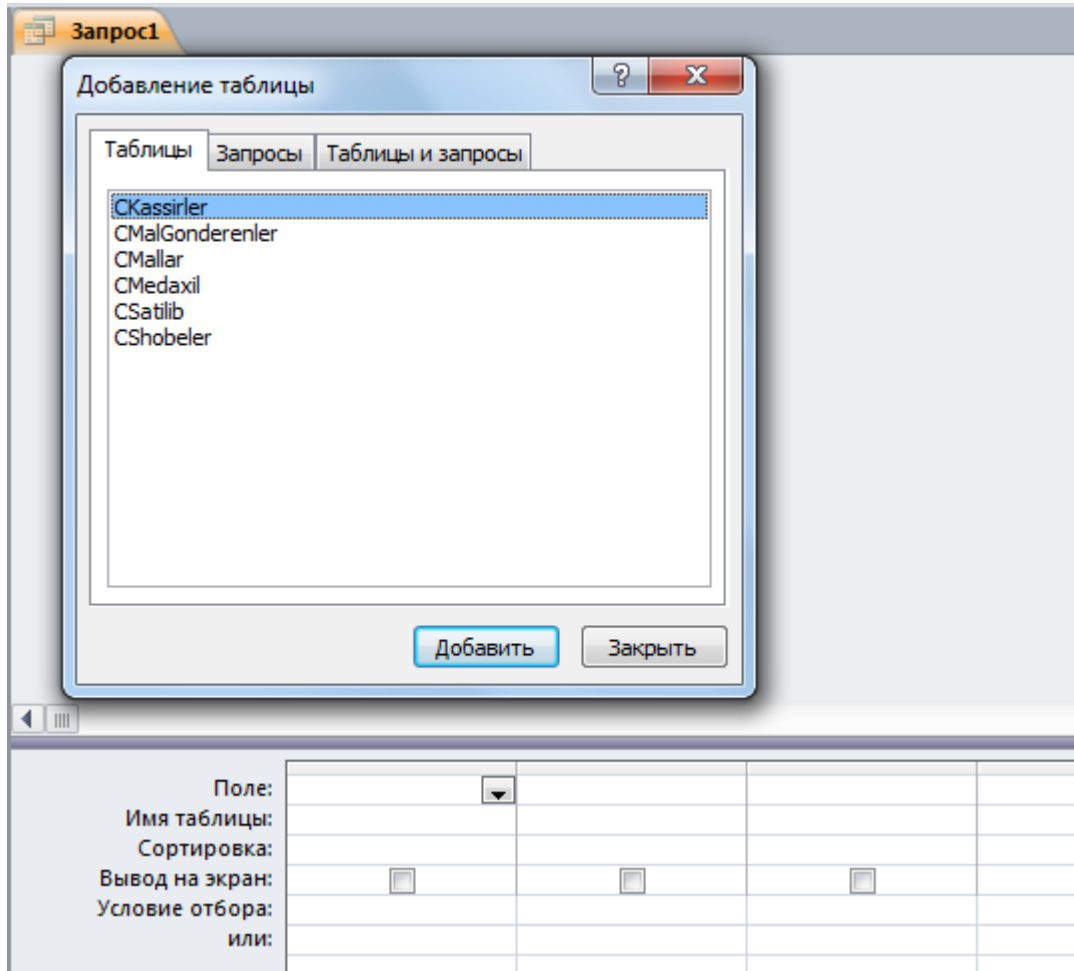 Запрос1
Добавление таблицы
?
X
Таблицы Запросы Таблицы и запросы
CKassirler
CMalGonderenler
CMallar
CMedaxil
CSatilib
CShobeler
Добавить Закрыть
Поле:
Имя таблицы:
Сортировка:
Вывод на экран:
Условие отбора:
или: